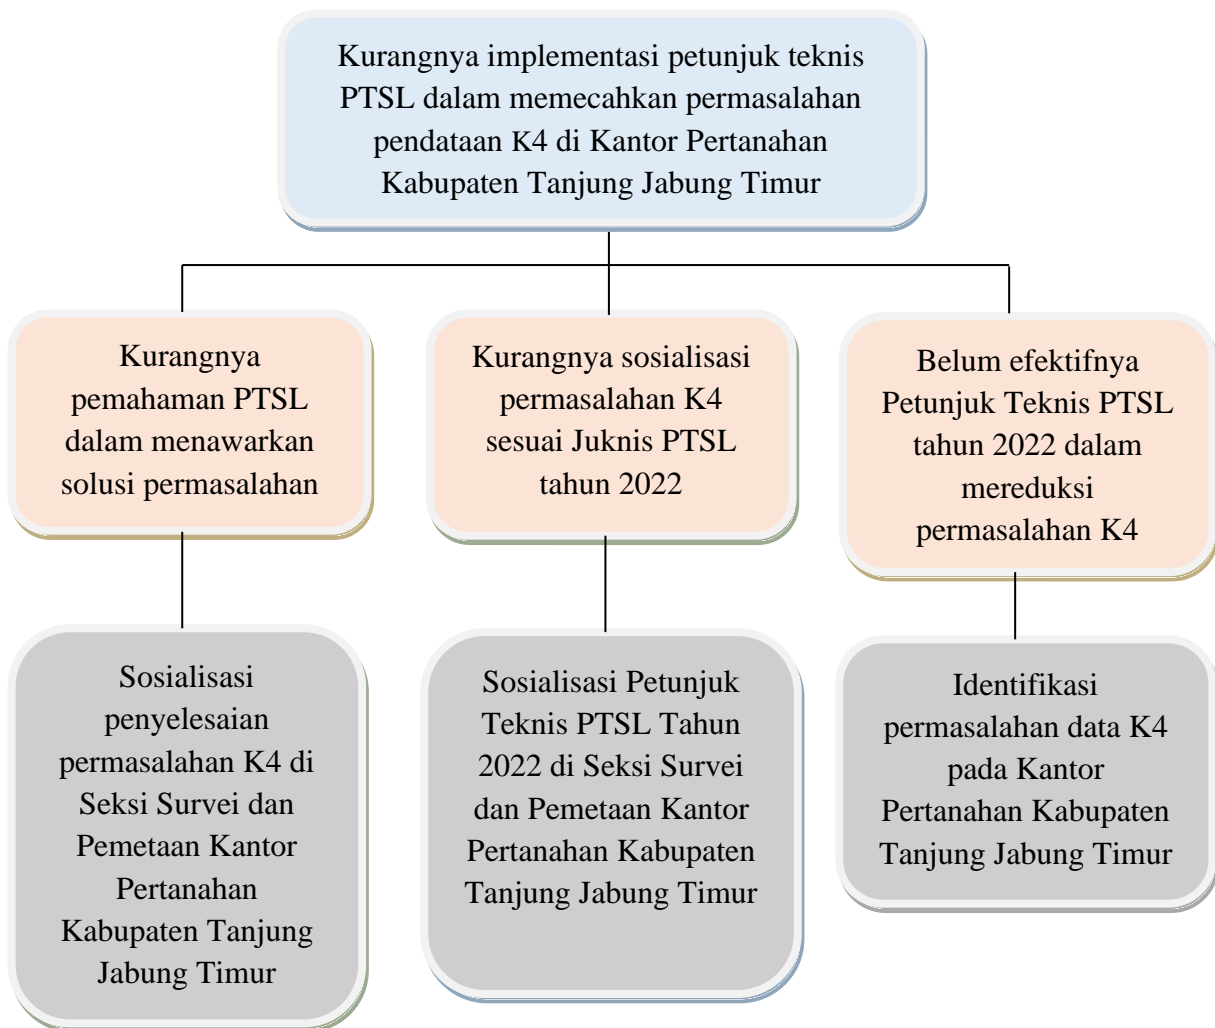 Kurangnya implementasi petunjuk teknis
PTSL dalam memecahkan permasalahan
pendataan K4 di Kantor Pertanahan
Kabupaten Tanjung Jabung Timur
Kurangnya
pemahaman PTSL
dalam menawarkan
solusi permasalahan
Kurangnya sosialisasi
permasalahan K4
sesuai Juknis PTSL
tahun 2022
Belum efektifnya
Petunjuk Teknis PTSL
tahun 2022 dalam
mereduksi
permasalahan K4
Sosialisasi
penyelesaian
permasalahan K4 di
Seksi Survei dan
Pemetaan Kantor
Pertanahan
Kabupaten Tanjung
Jabung Timur
Sosialisasi Petunjuk
Teknis PTSL Tahun
2022 di Seksi Survei
dan Pemetaan Kantor
Pertanahan Kabupaten
Tanjung Jabung Timur
Identifikasi
permasalahan data K4
pada Kantor
Pertanahan Kabupaten
Tanjung Jabung Timur